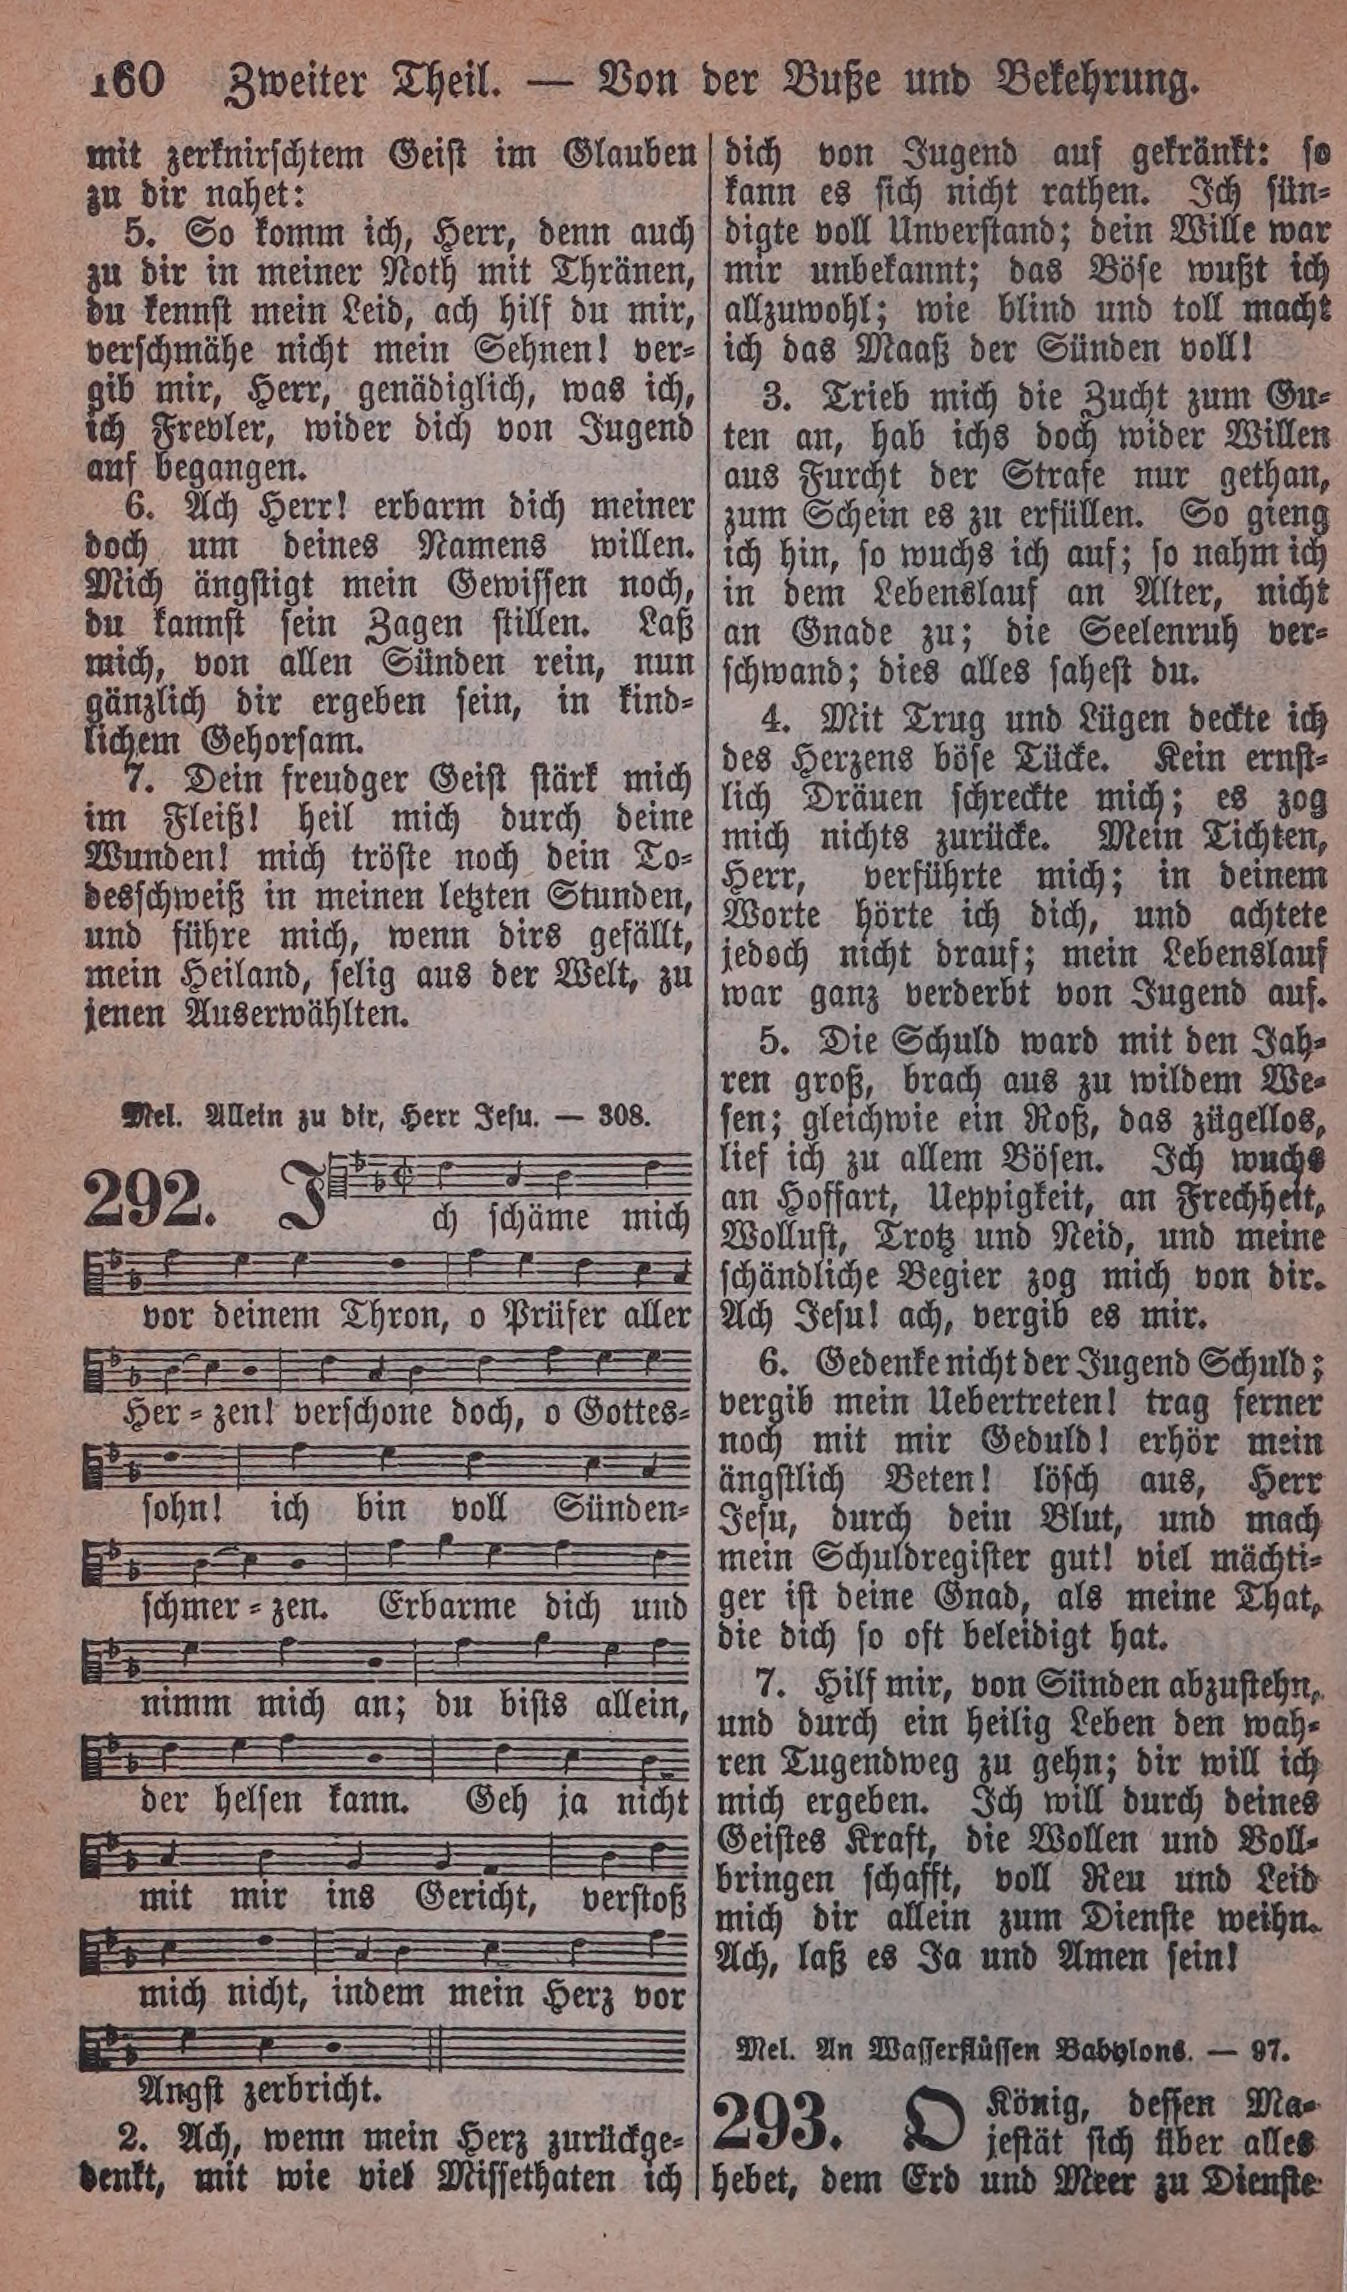 160 Zweiter Theil. — Von der Buße und Bekehrung.
mit zerknirschtem Geist im Glauben
zu dir nahet:
5. So komm ich, Herr, denn auch
zu dir in meiner Noth mit Thränen,
du kennst mein Leid, ach hilf du mir,
verschmähe nicht mein Sehnen! ver-
gib mir, Herr, genädiglich, was ich,
ich Frevler, wider dich von Jugend
auf begangen.
6. Ach Herr! erbarm dich meiner
doch um deines Namens willen.
Mich ängstigt mein Gewissen noch,
du kannst sein Zagen stillen. Laß
mich, von allen Sünden rein, nun
gänzlich dir ergeben sein, in kind-
lichem Gehorsam.
7. Dein freudger Geist stärk mich
im Fleiß! heil mich durch deine
Wunden! mich tröste noch dein To-
desschweiß in meinen letzten Stunden,
und führe mich, wenn dirs gefällt,
mein Heiland, selig aus der Welt, zu
jenen Auserwählten.
Mel. Allein zu dir, Herr Jesu. — 308.
292. Ich schäme mich
vor deinem Thron, o Prüfer aller
Her-zen! verschone doch, o Gottes-
sohn! ich bin voll Sünden-
schmer-zen. Erbarme dich und
nimm mich an; du bists allein,
der helfen kann. Geh ja nicht
mit mir ins Gericht, verstoß
mich nicht, indem mein Herz vor
Angst zerbricht.
2. Ach, wenn mein Herz zurückge-
denkt, mit wie viel Missethaten ich
dich von Jugend auf gekränkt: so
kann es sich nicht rathen. Ich sün-
digte voll Unverstand; dein Wille war
mir unbekannt; das Böse wußt ich
allzuwohl; wie blind und toll macht
ich das Maaß der Sünden voll!
3. Trieb mich die Zucht zum Gu-
ten an, hab ichs doch wider Willen
aus Furcht der Strafe nur gethan,
zum Schein es zu erfüllen. So gieng
ich hin, so wuchs ich auf; so nahm ich
in dem Lebenslauf an Alter, nicht
an Gnade zu; die Seelenruh ver-
schwand; dies alles sahest du.
4. Mit Trug und Lügen deckte ich
des Herzens böse Tücke. Kein ernst-
lich Dräuen schreckte mich; es zog
mich nichts zurücke. Mein Tichten,
Herr, verführte mich; in deinem
Worte hörte ich dich, und achtete
jedoch nicht drauf; mein Lebenslauf
war ganz verderbt von Jugend auf.
5. Die Schuld ward mit den Jah-
ren groß, brach aus zu wildem We-
sen; gleichwie ein Roß, das zügellos,
lief ich zu allem Bösen. Ich wuchs
an Hoffart, Ueppigkeit, an Frechheit,
Wollust, Trotz und Neid, und meine
schändliche Begier zog mich von dir.
Ach Jesu! ach, vergib es mir.
6. Gedenke nicht der Jugend Schuld;
vergib mein Uebertreten! trag ferner
noch mit mir Geduld! erhör mein
ängstlich Beten! lösch aus, Herr
Jesu, durch dein Blut, und mach
mein Schuldregister gut! viel mächti-
ger ist deine Gnad, als meine That,
die dich so oft beleidigt hat.
7. Hilf mir, von Sünden abzustehn,
und durch ein heilig Leben den wah-
ren Tugendweg zu gehn; dir will ich
mich ergeben. Ich will durch deines
Geistes Kraft, die Wollen und Voll-
bringen schafft, voll Reu und Leid
mich dir allein zum Dienste weihn.
Ach, laß es Ja und Amen sein!
Mel. An Wasserflüssen Babylons. — 97.
293. O König, dessen Ma-
jestät sich über alles
hebet, dem Erd und Meer zu Dienste